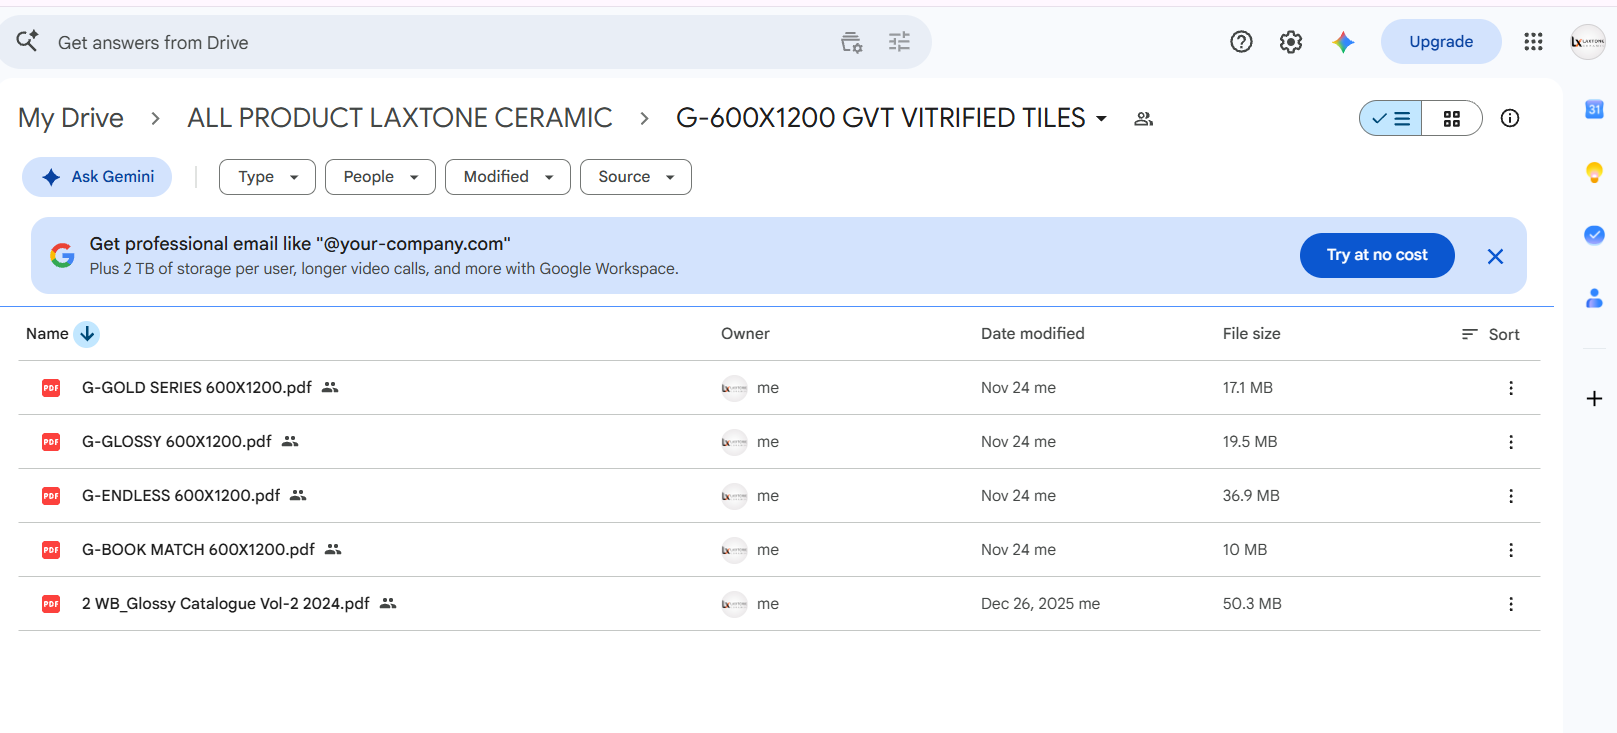 Get answers from Drive
Upgrade
LX LAXTONE
My Drive > ALL PRODUCT LAXTONE CERAMIC > G-600X1200 GVT VITRIFIED TILES
31
Ask Gemini Type People Modified Source
Get professional email like "@your-company.com"
Plus 2 TB of storage per user, longer video calls, and more with Google Workspace.
Try at no cost
Name Owner Date modified File size Sort
PDF G-GOLD SERIES 600X1200.pdf me Nov 24 me 17.1 MB
PDF G-GLOSSY 600X1200.pdf me Nov 24 me 19.5 MB
PDF G-ENDLESS 600X1200.pdf me Nov 24 me 36.9 MB
PDF G-BOOK MATCH 600X1200.pdf me Nov 24 me 10 MB
PDF 2 WB_Glossy Catalogue Vol-2 2024.pdf me Dec 26, 2025 me 50.3 MB